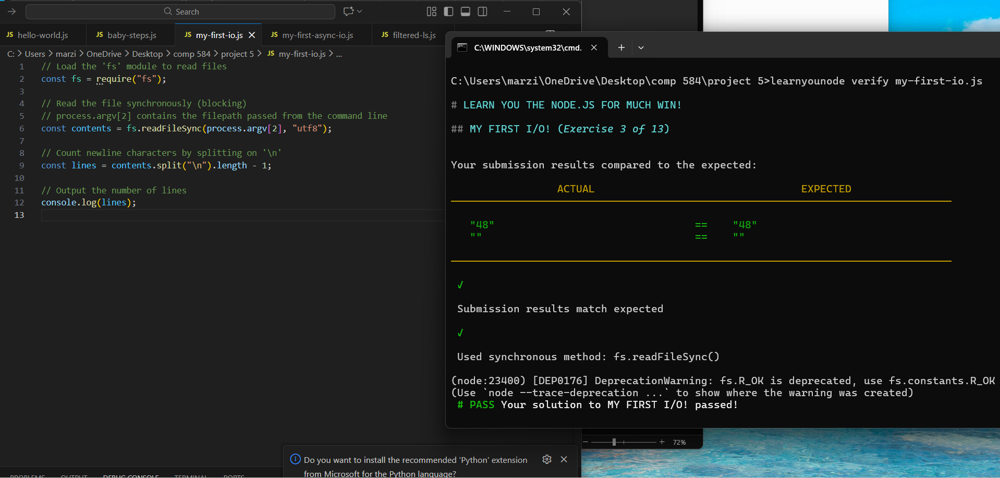 Search
JS hello-world.js
JS baby-steps.js
JS my-first-io.js
JS my-first-async-io.js
JS filtered-ls.js
C: > Users > marzi > OneDrive > Desktop > comp 584 > project 5 > JS my-first-io.js > ...
1 // Load the 'fs' module to read files
2 const fs = require("fs");
3
4 // Read the file synchronously (blocking)
5 // process.argv[2] contains the filepath passed from the command line
6 const contents = fs.readFileSync(process.argv[2], "utf8");
7
8 // Count newline characters by splitting on '\n'
9 const lines = contents.split("\n").length - 1;
10
11 // Output the number of lines
12 console.log(lines);
13
C:\WINDOWS\system32\cmd.
C:\Users\marzi\OneDrive\Desktop\comp 584\project 5>learnyounode verify my-first-io.js
# LEARN YOU THE NODE.JS FOR MUCH WIN!
## MY FIRST I/O! (Exercise 3 of 13)
Your submission results compared to the expected:
ACTUAL EXPECTED
"48" == "48"
"" == ""
√
Submission results match expected
√
Used synchronous method: fs.readFileSync()
(node:23400) [DEP0176] DeprecationWarning: fs.R_OK is deprecated, use fs.constants.R_OK
(Use `node --trace-deprecation ...` to show where the warning was created)
# PASS Your solution to MY FIRST I/O! passed!
72%
Do you want to install the recommended 'Python' extension
from Microsoft for the Python language?
PROBLEMS OUTPUT DEBUG CONSOLE TERMINAL PORTS